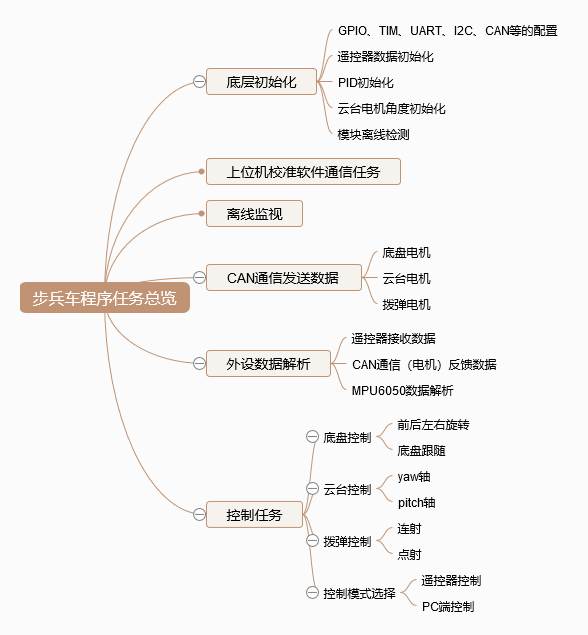 步兵车程序任务总览
底层初始化
GPIO、TIM、UART、I2C、CAN等的配置
遥控器数据初始化
PID初始化
云台电机角度初始化
模块离线检测
上位机校准软件通信任务
离线监视
CAN通信发送数据
底盘电机
云台电机
拨弹电机
外设数据解析
遥控器接收数据
CAN通信（电机）反馈数据
MPU6050数据解析
控制任务
底盘控制
前后左右旋转
底盘跟随
云台控制
yaw轴
pitch轴
拨弹控制
连射
点射
控制模式选择
遥控器控制
PC端控制